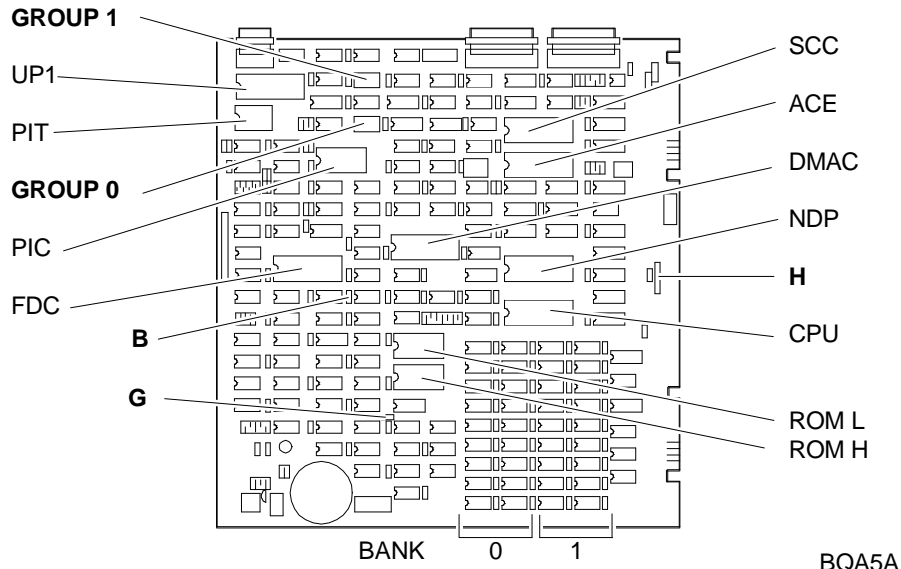 GROUP 1
UP1
PIT
GROUP 0
PIC
FDC
B
G
SCC
ACE
DMAC
NDP
H
CPU
ROM L
ROM H
BANK 0 1
BQA5A